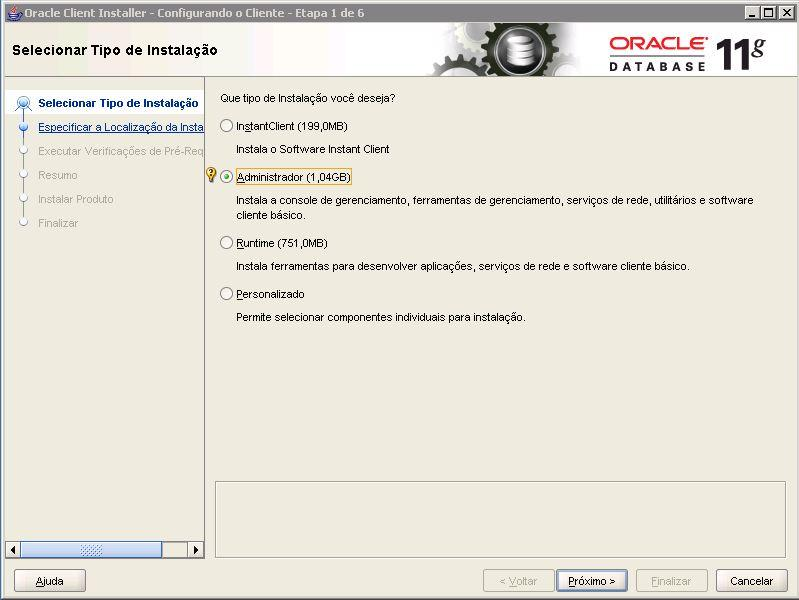 Oracle Client Installer - Configurando o Cliente - Etapa 1 de 6
Selecionar Tipo de Instalação
ORACLE
DATABASE
11g
Selecionar Tipo de Instalação
Especificar a Localização da Insta
Executar Verificações de Pré-Req
Resumo
Instalar Produto
Finalizar
Que tipo de Instalação você deseja?
InstantClient (199,0MB)
Instala o Software Instant Client
Administrador (1,04GB)
Instala a console de gerenciamento, ferramentas de gerenciamento, serviços de rede, utilitários e software
cliente básico.
Runtime (751,0MB)
Instala ferramentas para desenvolver aplicações, serviços de rede e software cliente básico.
Personalizado
Permite selecionar componentes individuais para instalação.
Ajuda
< Voltar
Próximo >
Finalizar
Cancelar